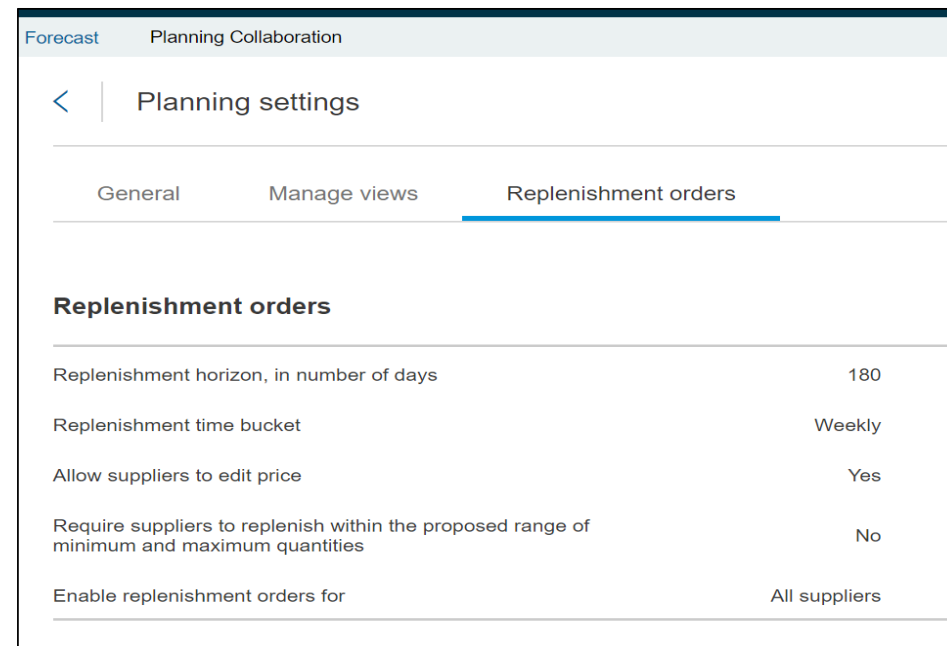 Forecast Planning Collaboration
Planning settings
General Manage views Replenishment orders
Replenishment orders
Replenishment horizon, in number of days 180
Replenishment time bucket Weekly
Allow suppliers to edit price Yes
Require suppliers to replenish within the proposed range of
minimum and maximum quantities No
Enable replenishment orders for All suppliers